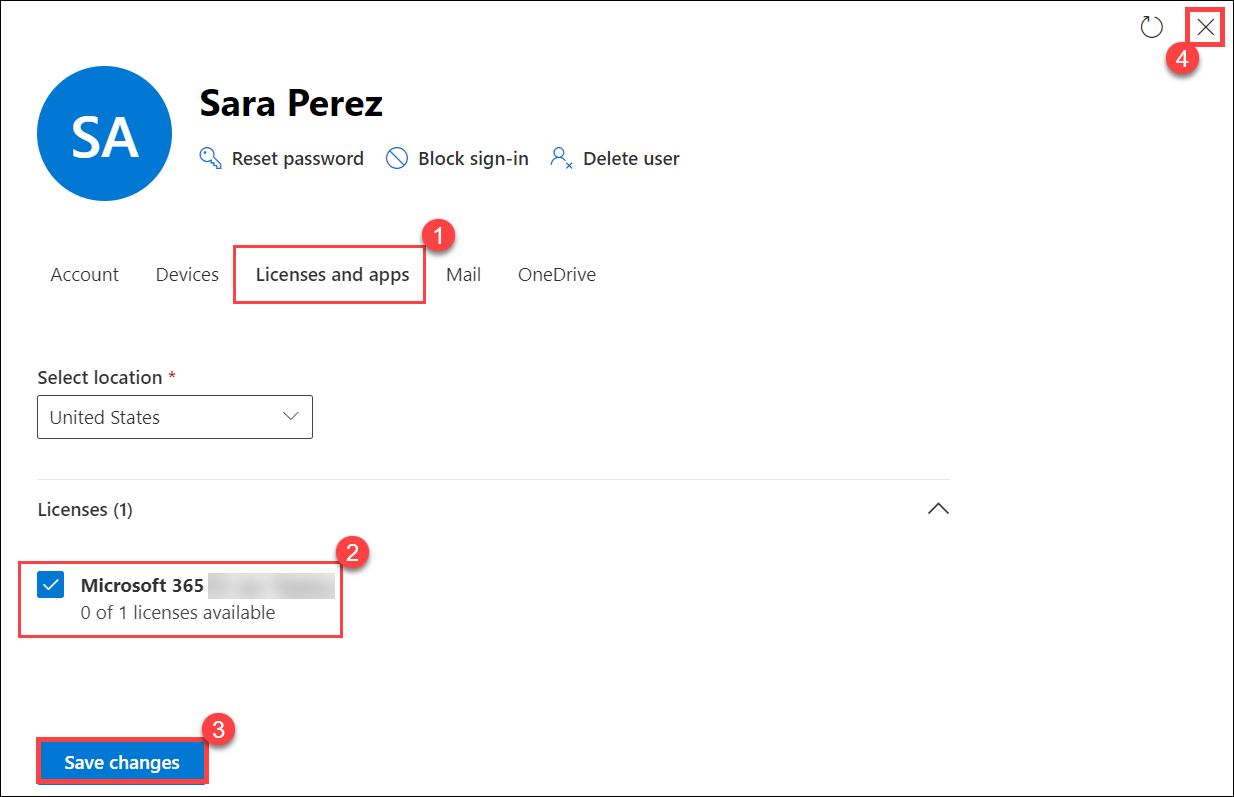 4
SA
Sara Perez
Reset password Block sign-in Delete user
1
Account Devices Licenses and apps Mail OneDrive
Select location *
United States
Licenses (1)
2
Microsoft 365
0 of 1 licenses available
3
Save changes